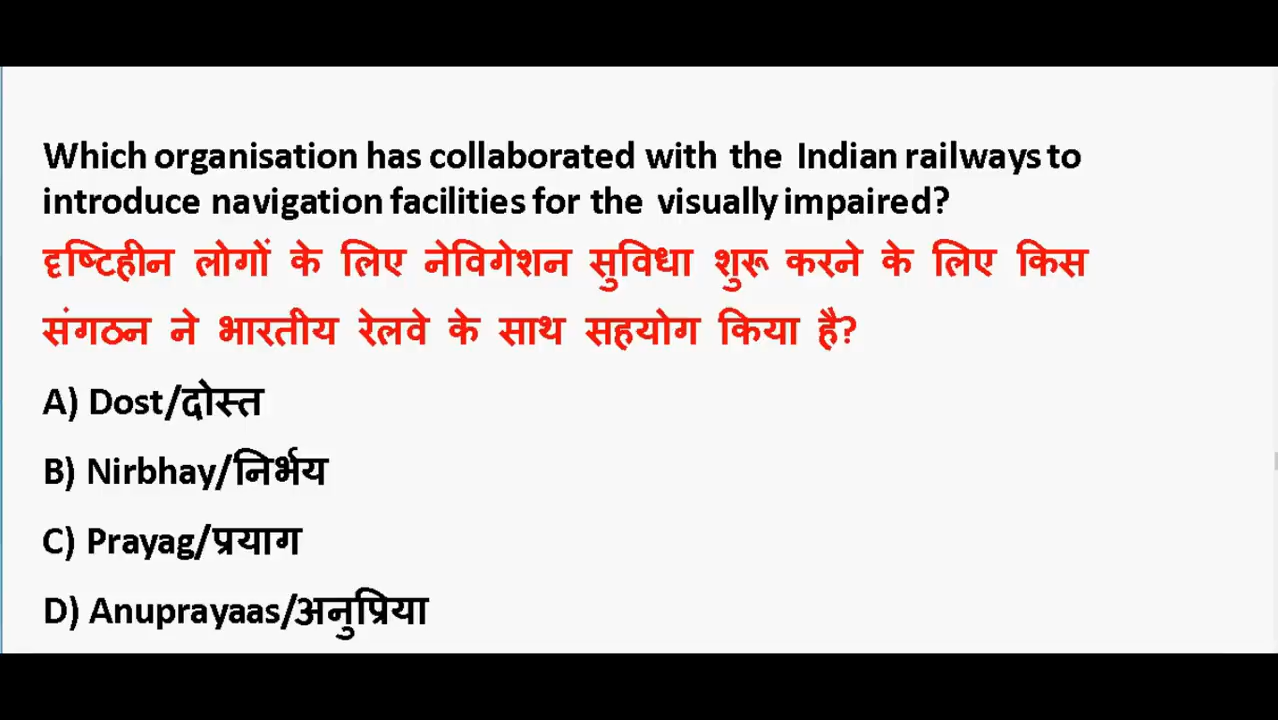 Which organisation has collaborated with the Indian railways to
introduce navigation facilities for the visually impaired?
दृष्टिहीन लोगों के लिए नेविगेशन सुविधा शुरू करने के लिए किस
संगठन ने भारतीय रेलवे के साथ सहयोग किया है?
A) Dost/दोस्त
B) Nirbhay/निर्भय
C) Prayag/प्रयाग
D) Anuprayaas/अनुप्रिया